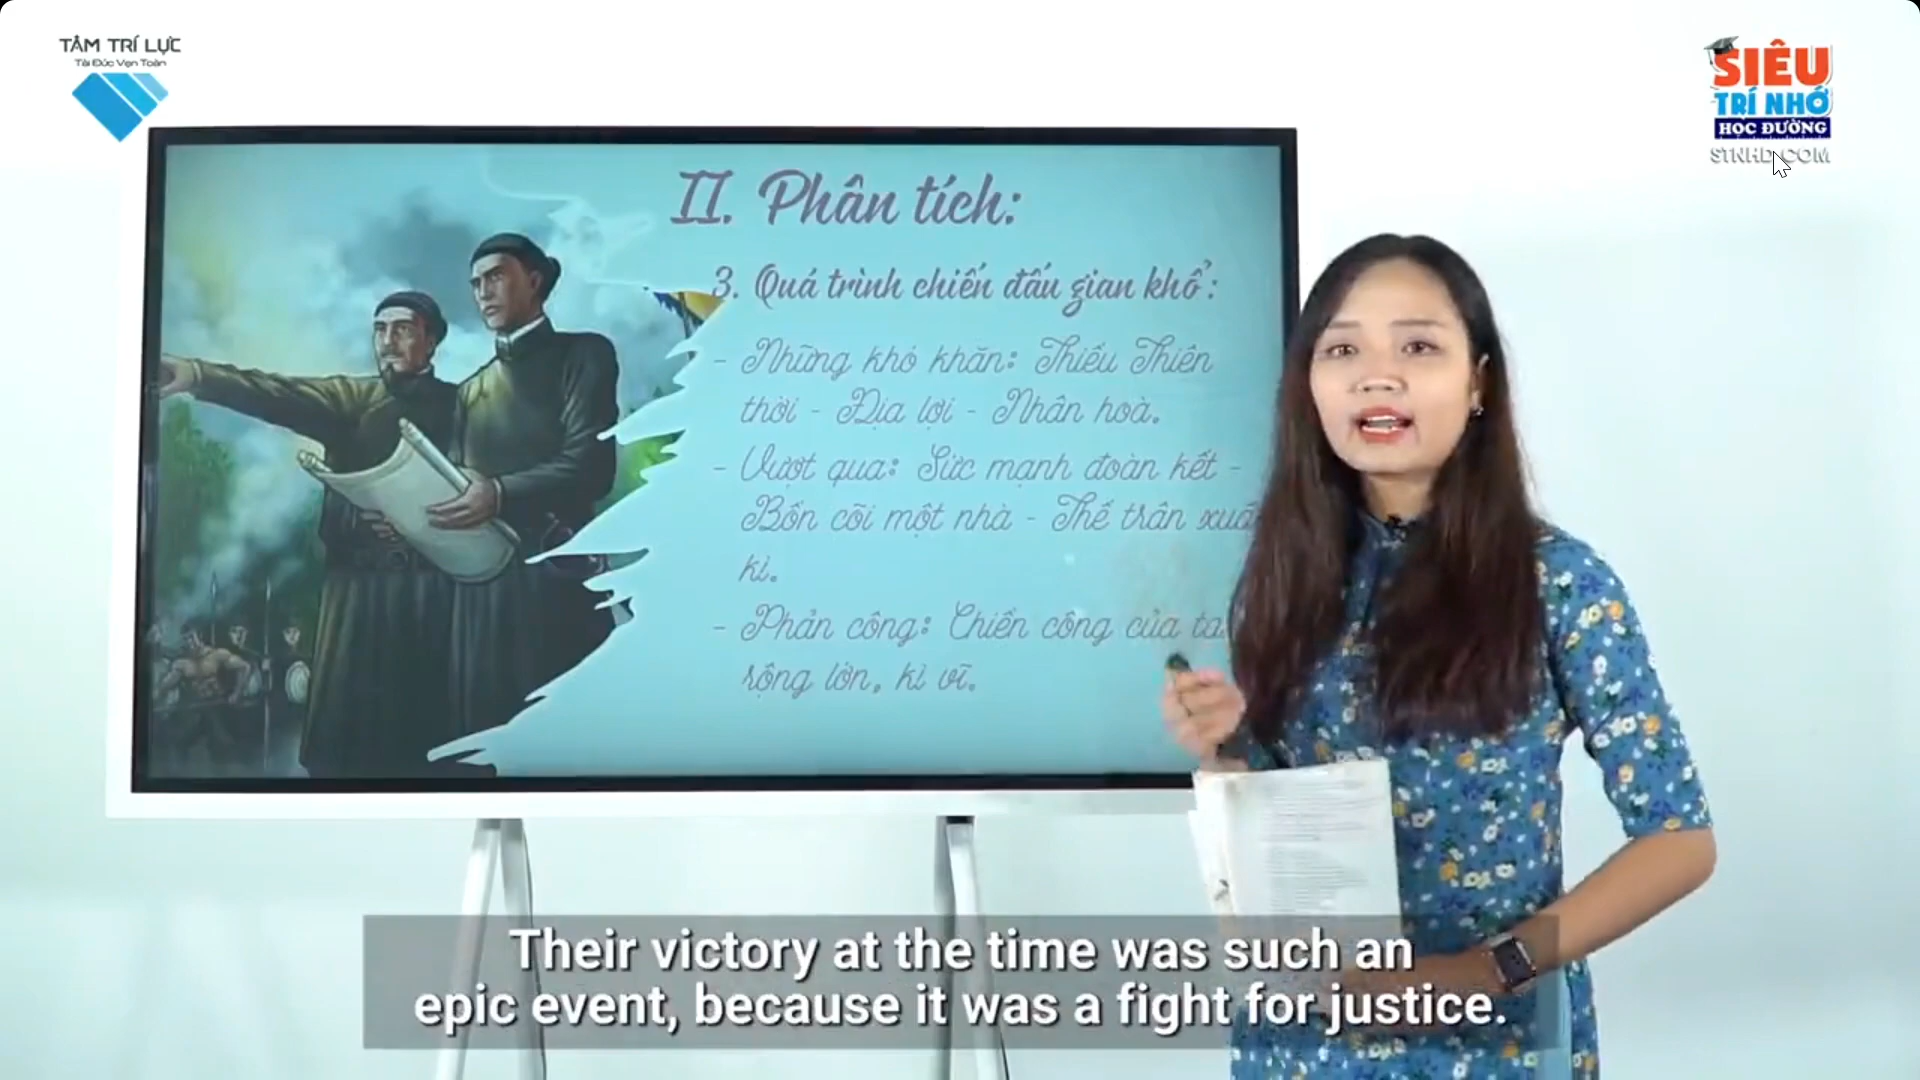 TÂM TRÍ LỰC
Tài Đức Vẹn Toàn
SIÊU
TRÍ NHỚ
HỌC ĐƯỜNG
STNHD.COM
II. Phân tích:
3. Quá trình chiến đấu gian khổ:
- Những khó khăn: Thiếu Thiên
thời - Địa lợi - Nhân hoà.
- Vượt qua: Sức mạnh đoàn kết -
Bốn cõi một nhà - Thế trân xuấ
kì.
- Phản công: Chiến công của ta
rộng lớn, kì vĩ.
Their victory at the time was such an
epic event, because it was a fight for justice.